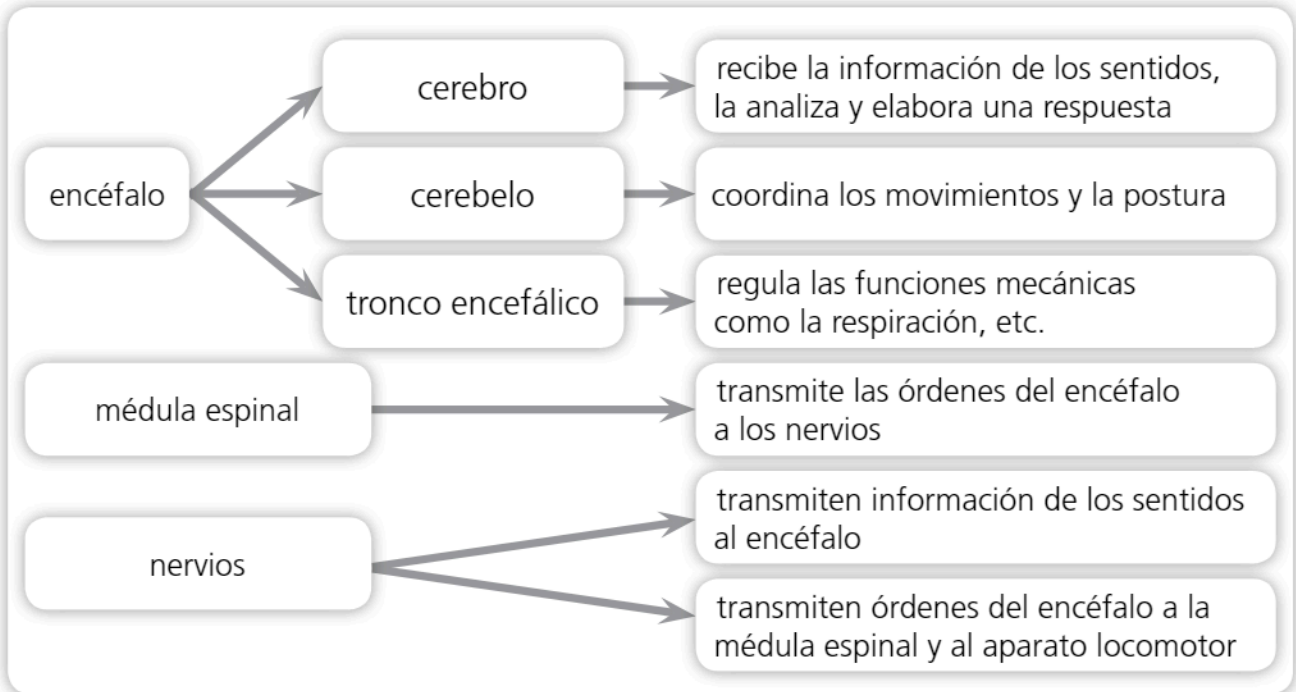 encéfalo
cerebro
recibe la información de los sentidos,
la analiza y elabora una respuesta
cerebelo
coordina los movimientos y la postura
tronco encefálico
regula las funciones mecánicas
como la respiración, etc.
médula espinal
transmite las órdenes del encéfalo
a los nervios
nervios
transmiten información de los sentidos
al encéfalo
transmiten órdenes del encéfalo a la
médula espinal y al aparato locomotor